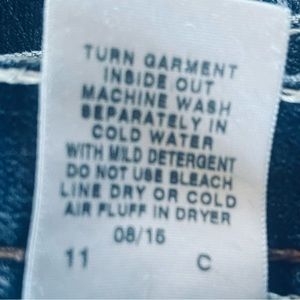 TURN GARMENT
INSIDE OUT
MACHINE WASH
SEPARATELY IN
COLD WATER
WITH MILD DETERGENT
DO NOT USE BLEACH
LINE DRY OR COLD
AIR FLUFF IN DRYER
08/15
11 C